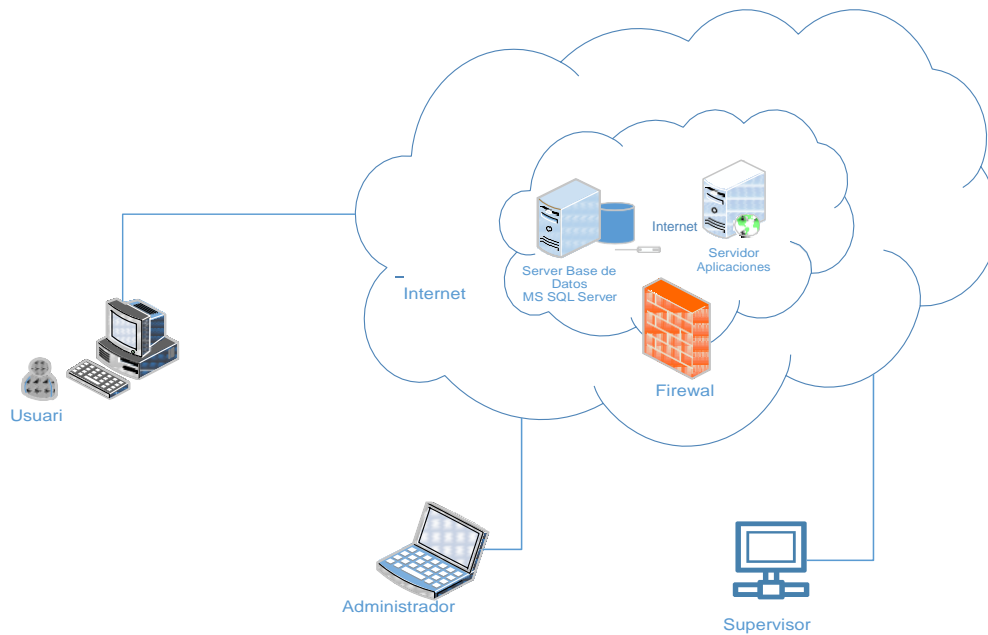 Internet
Servidor
Aplicaciones
Server Base de
Datos
MS SQL Server
Internet
Firewal
Usuari
Administrador
Supervisor